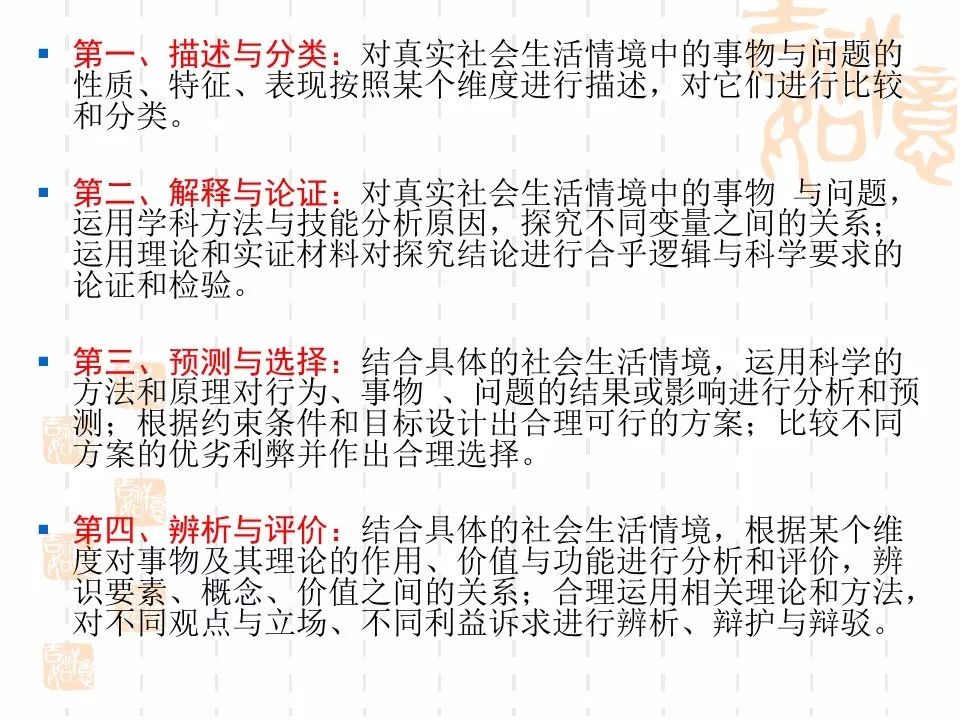 第一、描述与分类：对真实社会生活情境中的事物与问题的
性质、特征、表现按照某个维度进行描述，对它们进行比较
和分类。
第二、解释与论证：对真实社会生活情境中的事物 与问题，
运用学科方法与技能分析原因，探究不同变量之间的关系；
运用理论和实证材料对探究结论进行合乎逻辑与科学要求的
论证和检验。
第三、预测与选择：结合具体的社会生活情境，运用科学的
方法和原理对行为、事物 、问题的结果或影响进行分析和预
测；根据约束条件和目标设计出合理可行的方案；比较不同
方案的优劣利弊并作出合理选择。
第四、辨析与评价：结合具体的社会生活情境，根据某个维
度对事物及其理论的作用、价值与功能进行分析和评价，辨
识要素、概念、价值之间的关系；合理运用相关理论和方法，
对不同观点与立场、不同利益诉求进行辨析、辩护与辩驳。